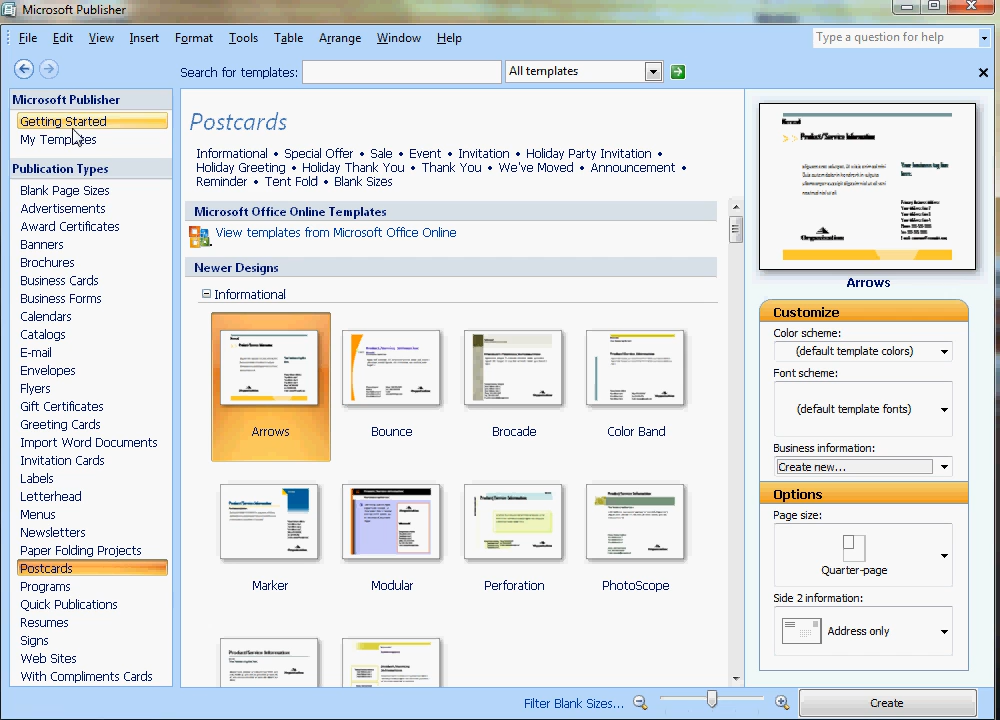 Microsoft Publisher
File Edit View Insert Format Tools Table Arrange Window Help
Type a question for help
Search for templates: All templates
Microsoft Publisher
Getting Started
My Templates
Publication Types
Blank Page Sizes
Advertisements
Award Certificates
Banners
Brochures
Business Cards
Business Forms
Calendars
Catalogs
E-mail
Envelopes
Flyers
Gift Certificates
Greeting Cards
Import Word Documents
Invitation Cards
Labels
Letterhead
Menus
Newsletters
Paper Folding Projects
Postcards
Programs
Quick Publications
Resumes
Signs
Web Sites
With Compliments Cards
Postcards
Informational • Special Offer • Sale • Event • Invitation • Holiday Party Invitation •
Holiday Greeting • Holiday Thank You • Thank You • We've Moved • Announcement •
Reminder • Tent Fold • Blank Sizes
Microsoft Office Online Templates
View templates from Microsoft Office Online
Newer Designs
Informational
Arrows
Bounce
Brocade
Color Band
Marker
Modular
Perforation
PhotoScope
Filter Blank Sizes...
Product/Service Information
Your business tag line
here.
Organization
Arrows
Customize
Color scheme:
(default template colors)
Font scheme:
(default template fonts)
Business information:
Create new...
Options
Page size:
Quarter-page
Side 2 information:
Address only
Create